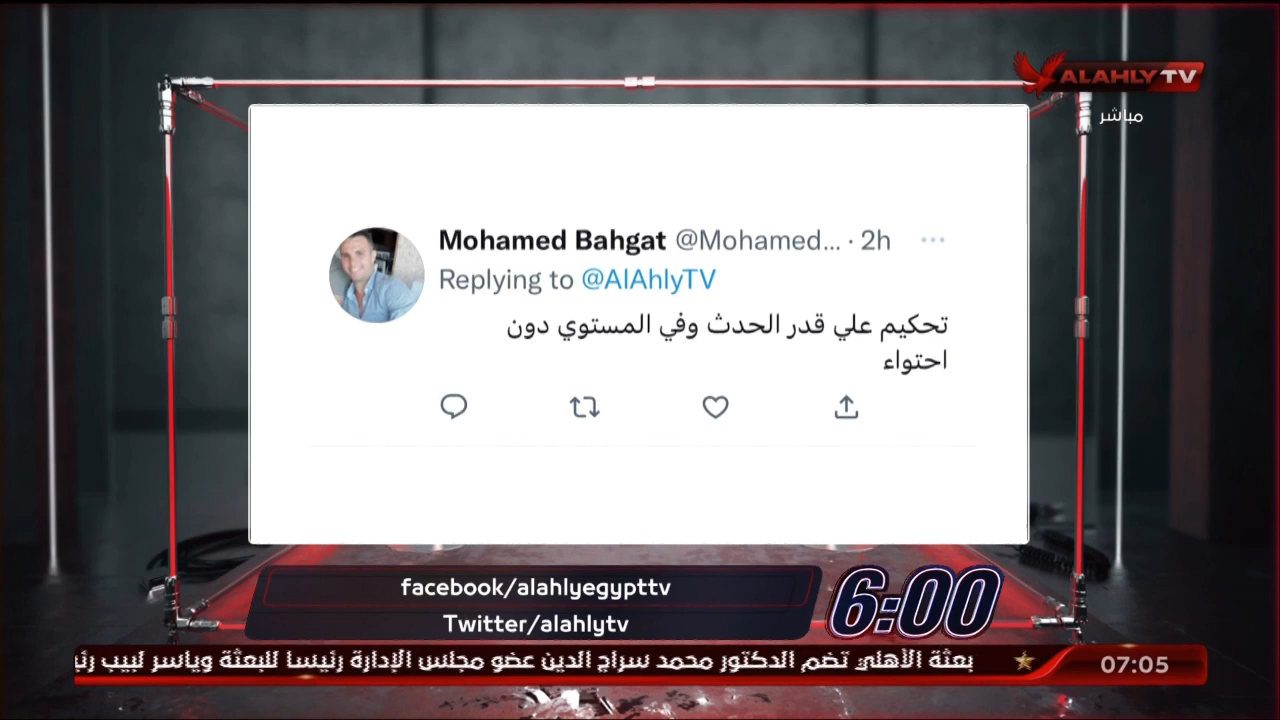 ALAHLY TV
مباشر
Mohamed Bahgat @Mohamed... · 2h
Replying to @AlAhlyTV
تحكيم علي قدر الحدث وفي المستوي دون
احتواء
facebook/alahlyegypttv
Twitter/alahlytv
6:00
بعثة الأهلي تضم الدكتور محمد سراج الدين عضو مجلس الإدارة رئيسا للبعثة وياسر لبيب رئي
07:05